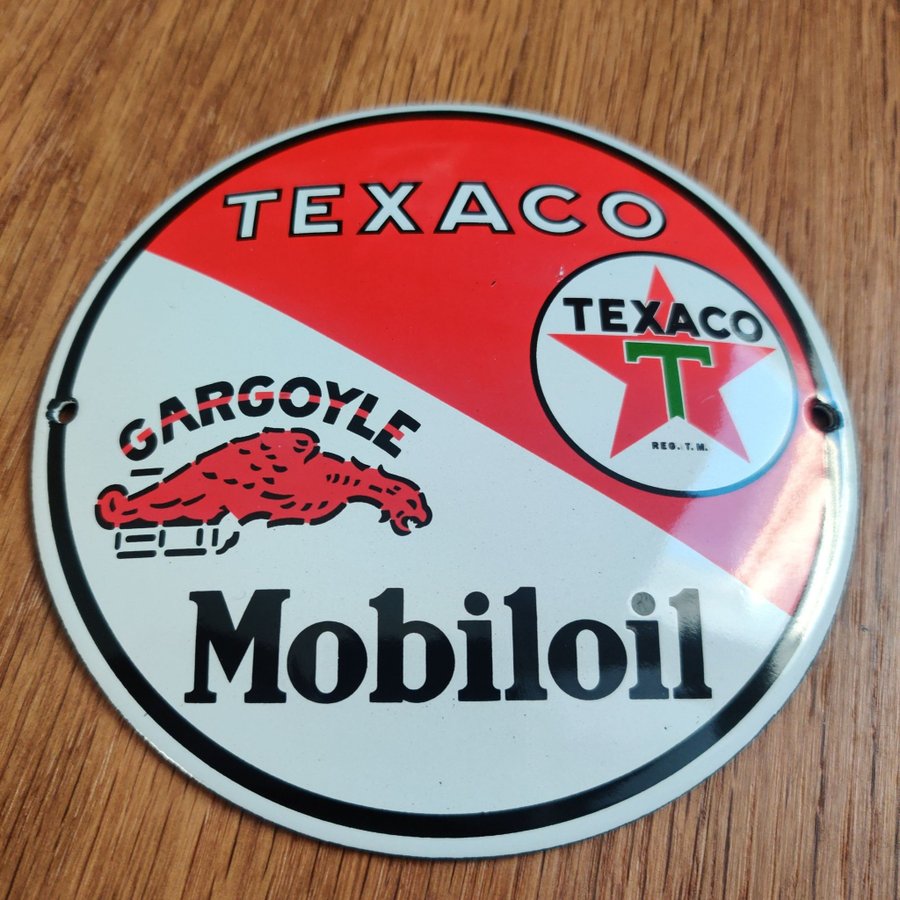 TEXACO
TEXACO
T
REG. T. M.
GARGOYLE
Mobiloil